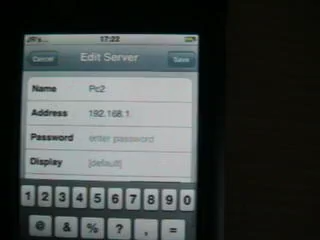 JR's... 17:22
Cancel Edit Server Save
Name Pc2
Address 192.168.1
Password enter password
Display [default]
1 2 3 4 5 6 7 8 9 0
@ & % ? , =